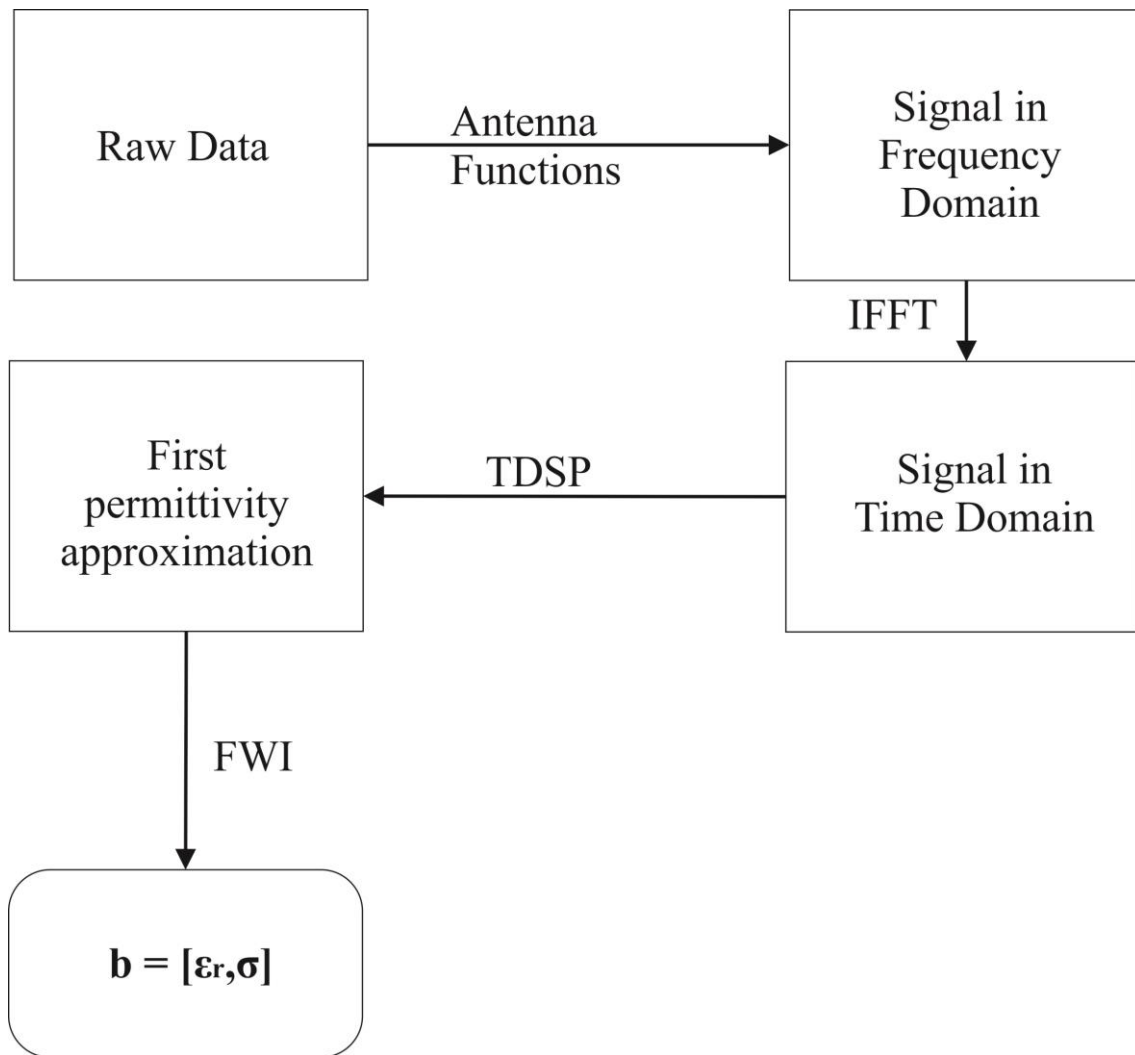 Raw Data
Antenna
Functions
Signal in
Frequency
Domain
IFFT
Signal in
Time Domain
TDSP
First
permittivity
approximation
FWI
b = [εr,σ]